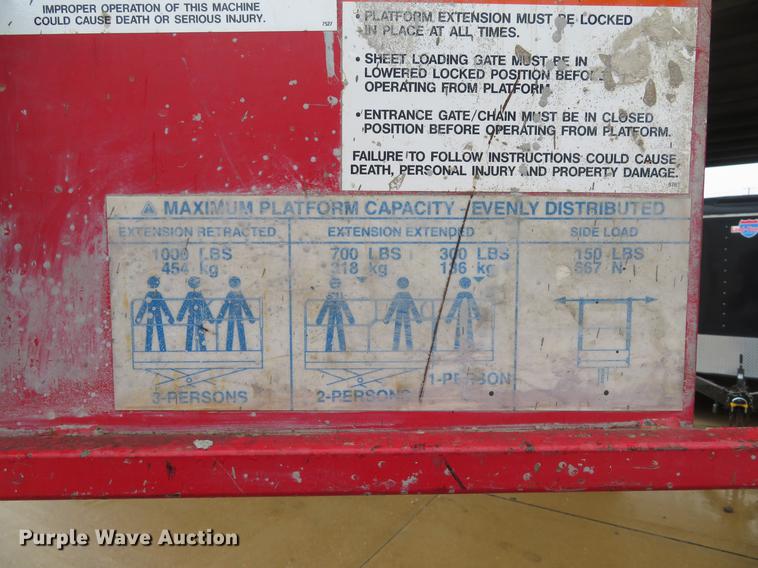 IMPROPER OPERATION OF THIS MACHINE
COULD CAUSE DEATH OR SERIOUS INJURY.
7527
• PLATFORM EXTENSION MUST BE LOCKED
IN PLACE AT ALL TIMES.
• SHEET LOADING GATE MUST BE IN
LOWERED LOCKED POSITION BEFORE
OPERATING FROM PLATFORM.
• ENTRANCE GATE/CHAIN MUST BE IN CLOSED
POSITION BEFORE OPERATING FROM PLATFORM.
FAILURE TO FOLLOW INSTRUCTIONS COULD CAUSE
DEATH, PERSONAL INJURY AND PROPERTY DAMAGE.
MAXIMUM PLATFORM CAPACITY - EVENLY DISTRIBUTED
EXTENSION RETRACTED
1000 LBS
454 kg
3-PERSONS
EXTENSION EXTENDED
700 LBS 300 LBS
318 kg 136 kg
1-PERSON
2-PERSONS
SIDE LOAD
150 LBS
667 N
Purple Wave Auction